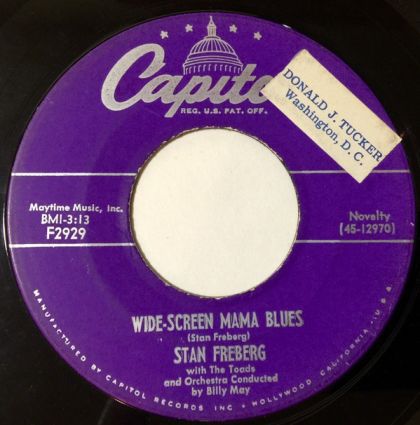 Capitol
REG. U.S. PAT. OFF.
DONALD J. TUCKER
Washington, D. C.
Maytime Music, Inc.
BMI-3:13
F2929
Novelty
(45-12970)
WIDE-SCREEN MAMA BLUES
(Stan Freberg)
STAN FREBERG
with The Toads
and Orchestra Conducted
by Billy May
MANUFACTURED BY CAPITOL RECORDS INC • HOLLYWOOD, CALIFORNIA, U.S.A.